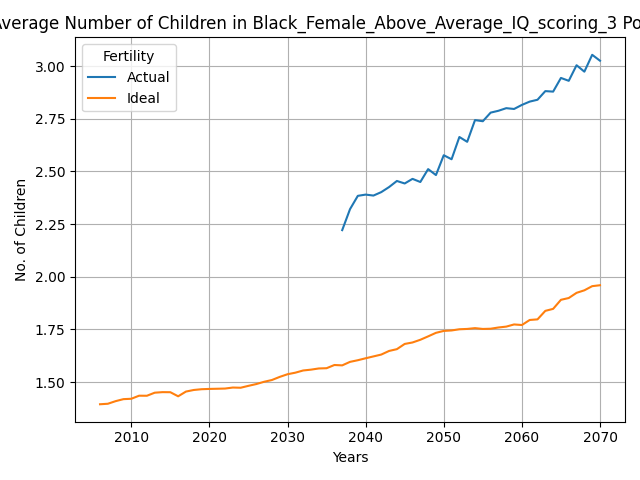 Average Number of Children in Black_Female_Above_Average_IQ_scoring_3 Po
Fertility
Actual
Ideal
3.00
2.75
2.50
2.25
2.00
1.75
1.50
No. of Children
2010
2020
2030
2040
2050
2060
2070
Years